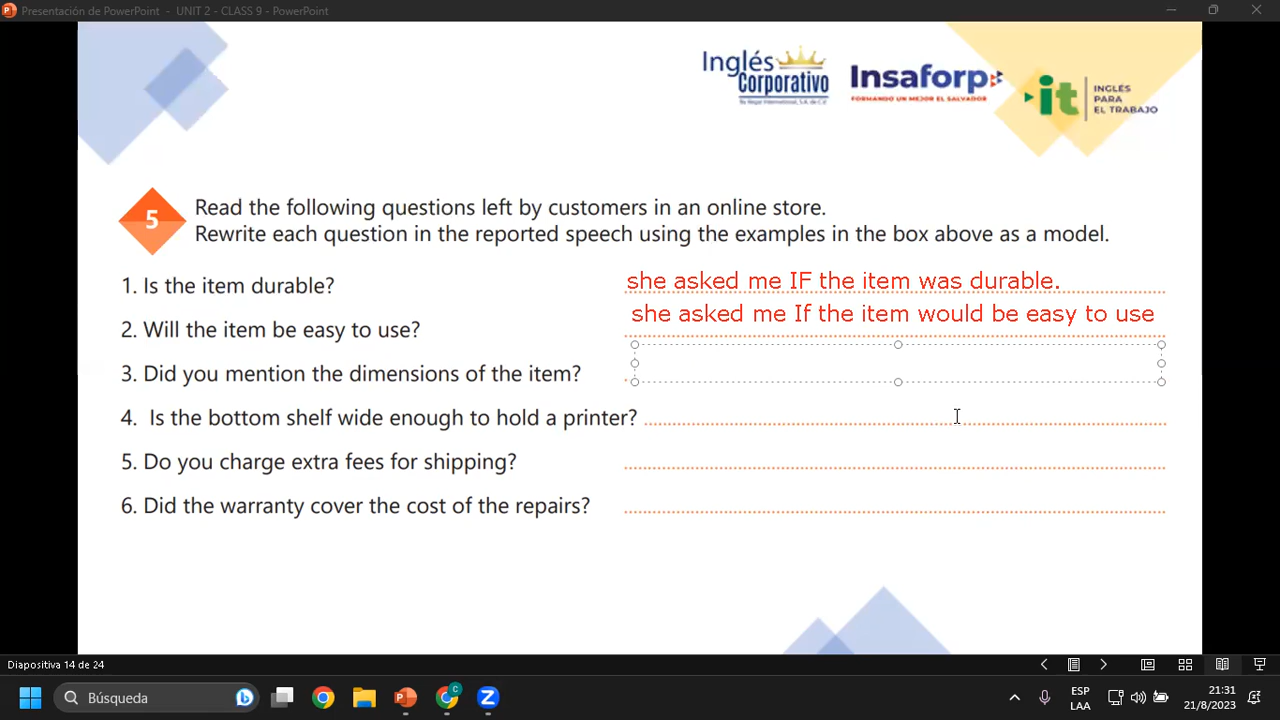 Presentación de PowerPoint - UNIT 2 - CLASS 9 - PowerPoint
Inglés
Corporativo
By Regal International, S.A. de C.V.
Insaforp
FORMANDO UN MEJOR EL SALVADOR
it
INGLÉS
PARA
EL TRABAJO
5
Read the following questions left by customers in an online store.
Rewrite each question in the reported speech using the examples in the box above as a model.
1. Is the item durable?
she asked me IF the item was durable.
2. Will the item be easy to use?
she asked me If the item would be easy to use
3. Did you mention the dimensions of the item?
4. Is the bottom shelf wide enough to hold a printer?
5. Do you charge extra fees for shipping?
6. Did the warranty cover the cost of the repairs?
Diapositiva 14 de 24
Búsqueda
ESP
LAA
21:31
21/8/2023